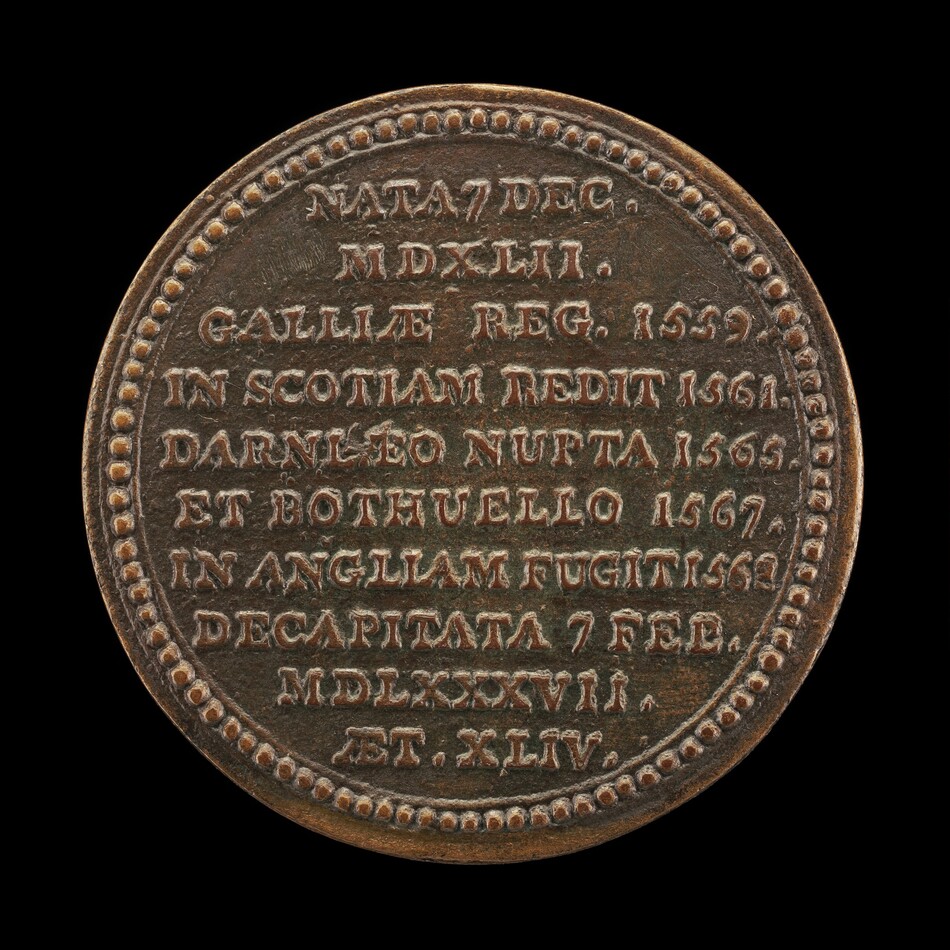 NATA 7 DEC.
MDXLII.
GALLIÆ REG. 1559.
IN SCOTIAM REDIT 1561.
DARNLÆO NUPTA 1565.
ET BOTHUELLO 1567.
IN ANGLIAM FUGIT 1562
DECAPITATA 7 FEB.
MDLXXXVII.
ÆT. XLIV.